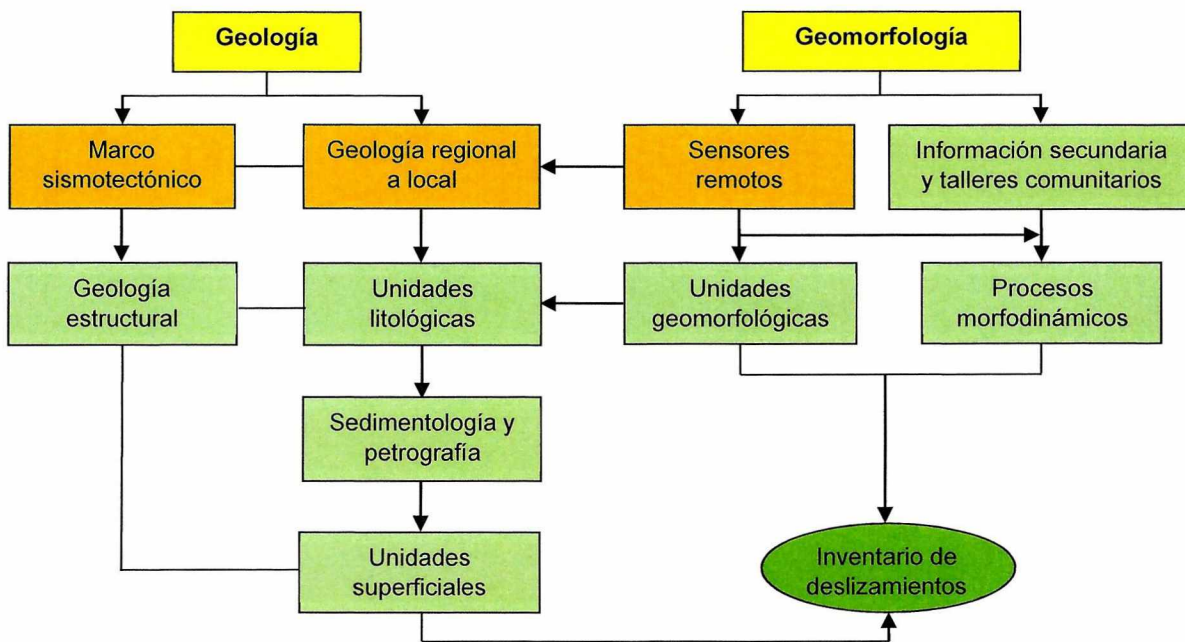 Geología
Geomorfología
Marco
sismotectónico
Geología regional
a local
Sensores
remotos
Información secundaria
y talleres comunitarios
Geología
estructural
Unidades
litológicas
Unidades
geomorfológicas
Procesos
morfodinámicos
Sedimentología y
petrografía
Unidades
superficiales
Inventario de
deslizamientos